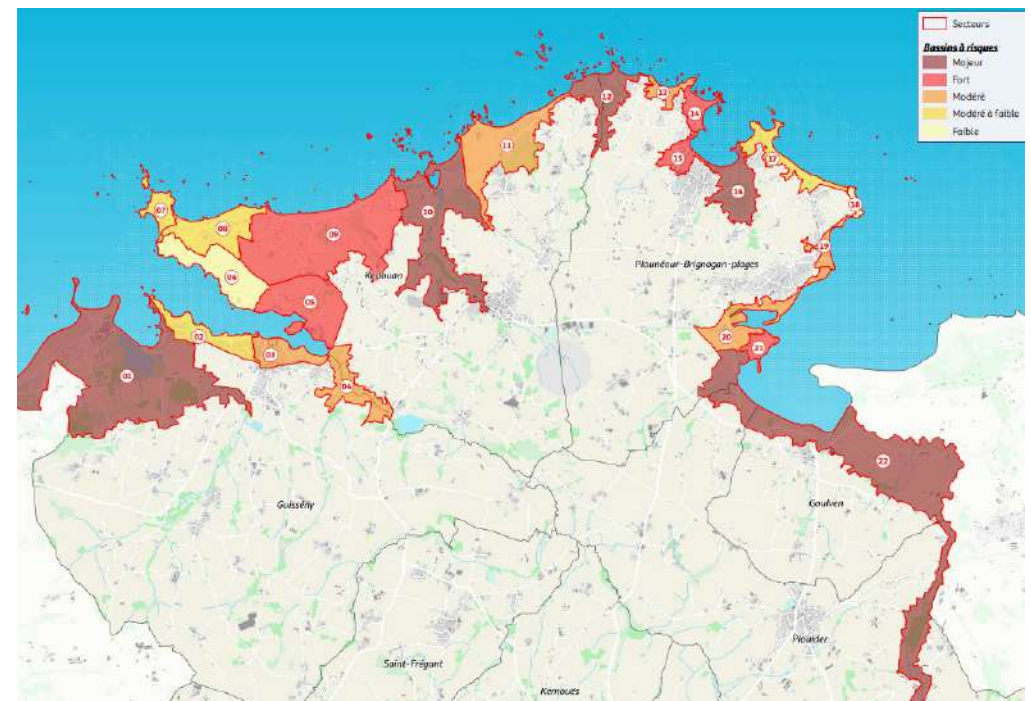 Secteurs
Bassins à risques
Majeur
Fort
Modéré
Modéré à faible
Faible
12
13
14
11
15
17
16
07
10
18
08
09
19
06
Plounéour-Brignogan-plages
Kerlouan
05
02
20
03
21
01
04
22
Guissény
Goulven
Plouider
Saint-Frégant
Kernouës